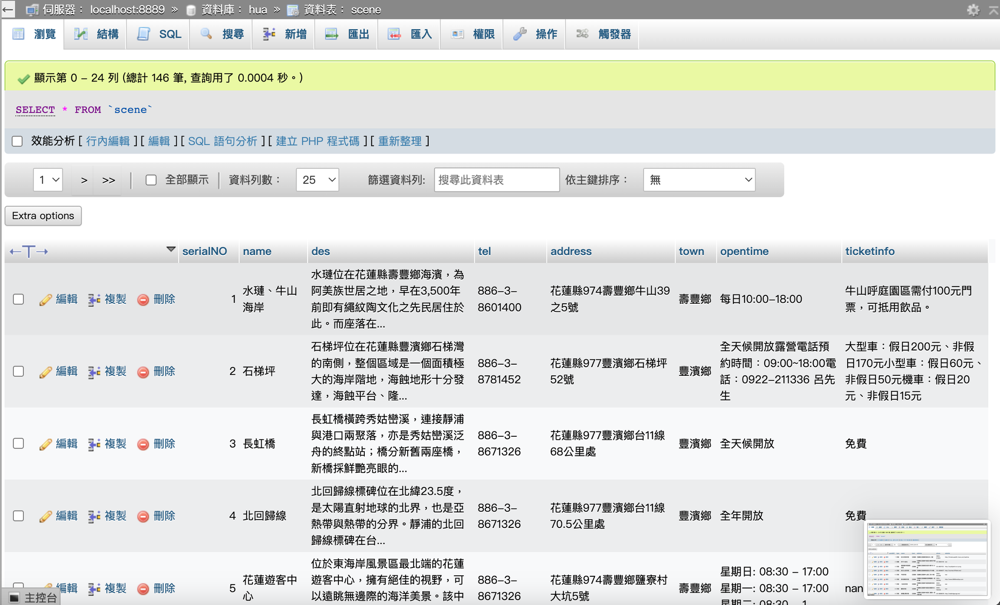 伺服器： localhost:8889 » 資料庫： hua » 資料表： scene
瀏覽 結構 SQL 搜尋 新增 匯出 匯入 權限 操作 觸發器
顯示第 0 - 24 列 (總計 146 筆, 查詢用了 0.0004 秒。)
SELECT * FROM `scene`
效能分析 [ 行內編輯 ] [ 編輯 ] [ SQL 語句分析 ] [ 建立 PHP 程式碼 ] [ 重新整理 ]
1 > >> 全部顯示 資料列數： 25 篩選資料列: 搜尋此資料表 依主鍵排序： 無
Extra options
←T→ serialNO name des tel address town opentime ticketinfo
編輯 複製 刪除
1
水璉、牛山
海岸
水璉位在花蓮縣壽豐鄉海濱，為
阿美族世居之地，早在3,500年
前即有繩紋陶文化之先民居住於
此。而座落在...
886-3-
8601400
花蓮縣974壽豐鄉牛山39
之5號
壽豐鄉
每日10:00-18:00
牛山呼庭園區需付100元門
票，可抵用飲品。
編輯 複製 刪除
2
石梯坪
石梯坪位在花蓮縣豐濱鄉石梯灣
的南側，整個區域是一個面積極
大的海岸階地，海蝕地形十分發
達，海蝕平台、隆...
886-3-
8781452
花蓮縣977豐濱鄉石梯坪
52號
豐濱鄉
全天候開放露營電話預
約時間：09:00~18:00電
話：0922-211336 呂先
生
大型車：假日200元、非假
日170元小型車：假日60元、
非假日50元機車：假日20
元、非假日15元
編輯 複製 刪除
3
長虹橋
長虹橋橫跨秀姑巒溪，連接靜浦
與港口兩聚落，亦是秀姑巒溪泛
舟的終點站；橋分新舊兩座橋，
新橋採鮮艷亮眼的...
886-3-
8671326
花蓮縣977豐濱鄉台11線
68公里處
豐濱鄉
全天候開放
免費
編輯 複製 刪除
4
北回歸線
北回歸線標碑位在北緯23.5度，
是太陽直射地球的北界，也是亞
熱帶與熱帶的分界。靜浦的北回
歸線標碑在台...
886-3-
8671326
花蓮縣977豐濱鄉台11線
70.5公里處
豐濱鄉
全年開放
免費
編輯 複製 刪除
5
花蓮遊客中
心
位於東海岸風景區最北端的花蓮
遊客中心，擁有絕佳的視野，可
以遠眺無邊際的海洋美景。該中
886-3-
8671326
花蓮縣974壽豐鄉鹽寮村
大坑5號
壽豐鄉
星期日: 08:30 - 17:00
星期一: 08:30 - 17:00
星期二: 08:30 - 1
nan
主控台